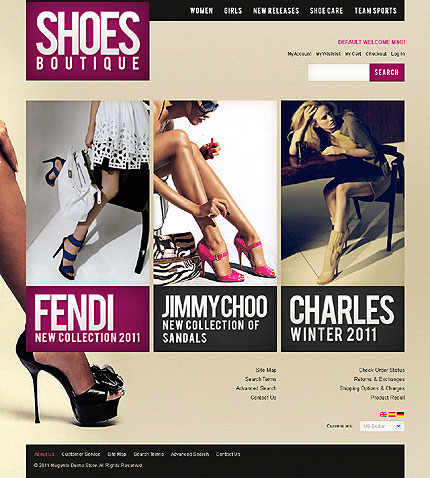 SHOES
BOUTIQUE
WOMEN GIRLS NEW RELEASES SHOE CARE TEAM SPORTS
DEFAULT WELCOME MSG!
My Account My Wishlist My Cart Checkout Log In
SEARCH
FENDI
NEW COLLECTION 2011
JIMMYCHOO
NEW COLLECTION OF
SANDALS
CHARLES
WINTER 2011
Site Map
Search Terms
Advanced Search
Contact Us
Check Order Status
Returns & Exchanges
Shipping Options & Charges
Product Recall
Currencies: US Dollar
About Us Customer Service Site Map Search Terms Advanced Search Contact Us
© 2011 Magento Demo Store. All Rights Reserved.